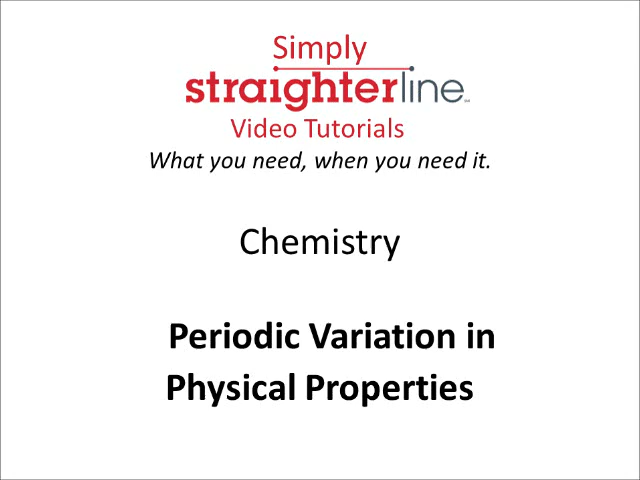 Simply
straighterline
Video Tutorials
What you need, when you need it.
Chemistry
Periodic Variation in
Physical Properties